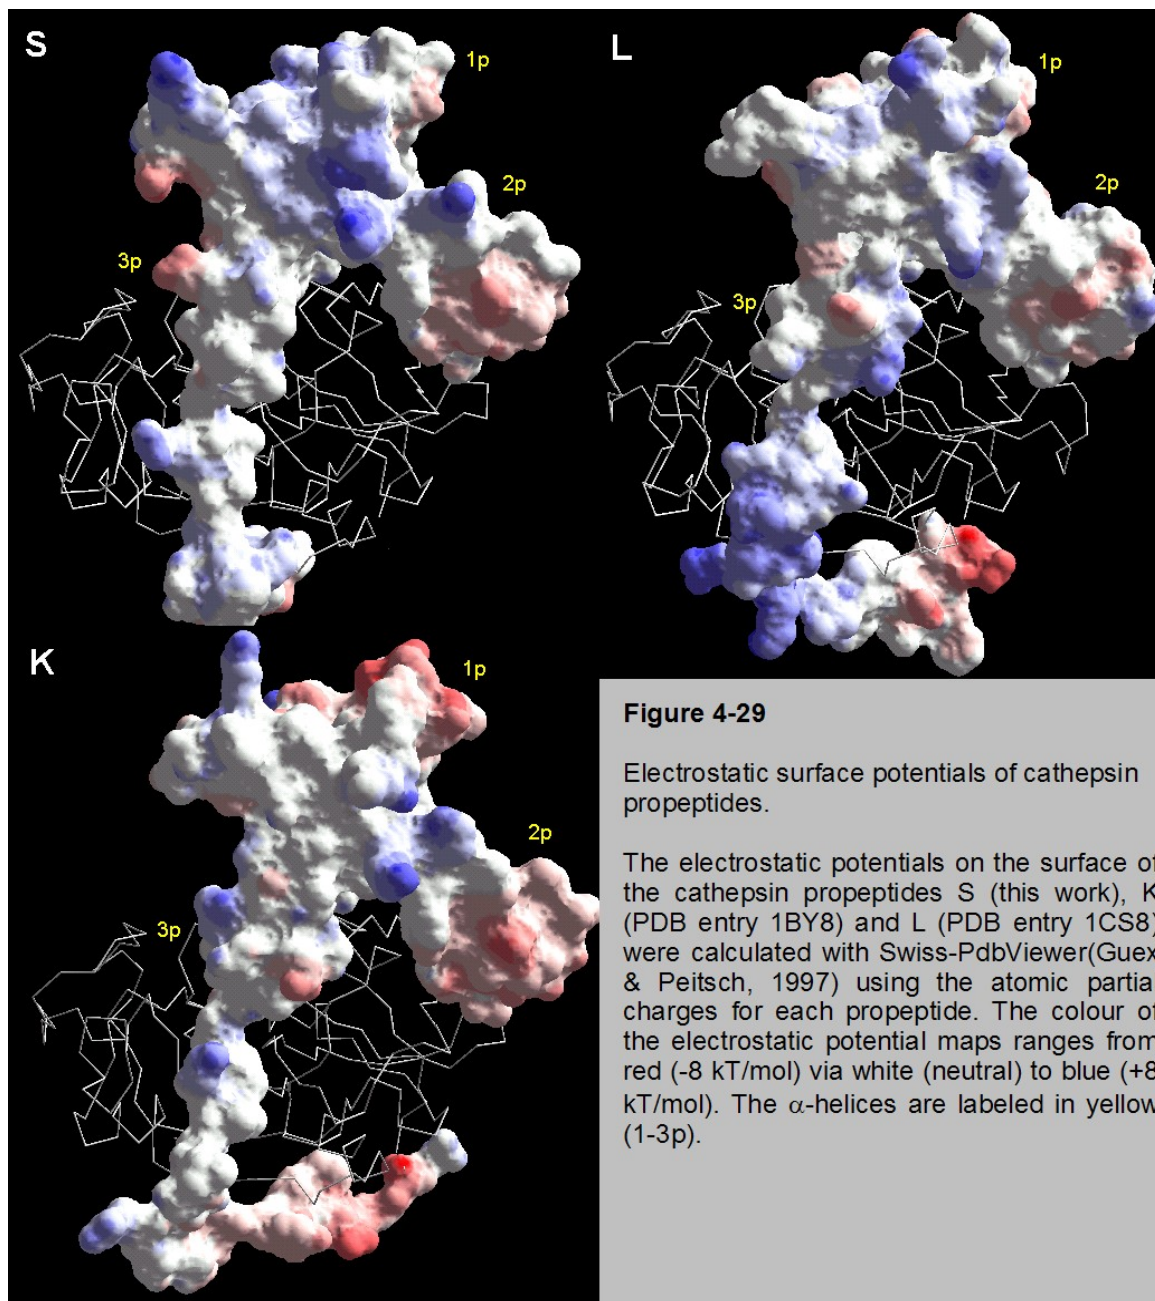 S
1p
2p
3p
L
1p
2p
3p
K
1p
2p
3p
Figure 4-29
Electrostatic surface potentials of cathepsin
propeptides.
The electrostatic potentials on the surface of
the cathepsin propeptides S (this work), K
(PDB entry 1BY8) and L (PDB entry 1CS8)
were calculated with Swiss-PdbViewer(Guex
& Peitsch, 1997) using the atomic partial
charges for each propeptide. The colour of
the electrostatic potential maps ranges from
red (-8 kT/mol) via white (neutral) to blue (+8
kT/mol). The α-helices are labeled in yellow
(1-3p).